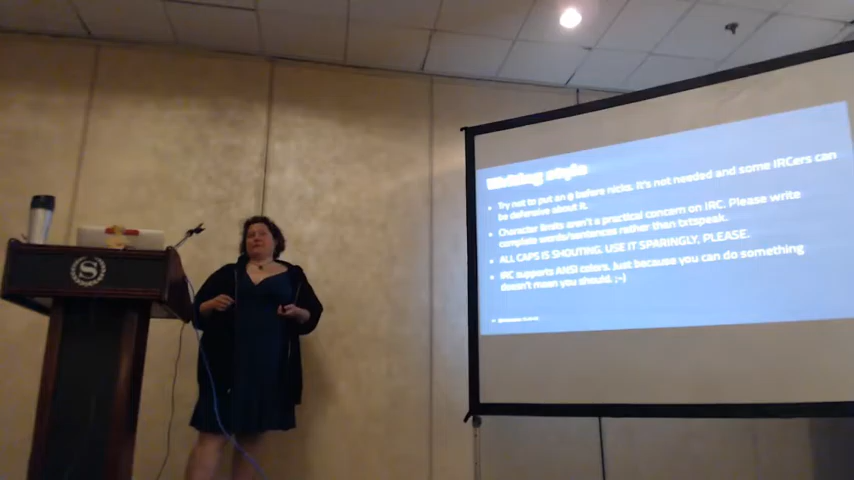 Writing style
Try not to put an @ before nicks. It's not needed and some IRCers can
be defensive about it.
Character limits aren't a practical concern on IRC. Please write
complete words/sentences rather than txtspeak.
ALL CAPS IS SHOUTING. USE IT SPARINGLY, PLEASE.
IRC supports ANSI colors. Just because you can do something
doesn't mean you should. ;-)
S